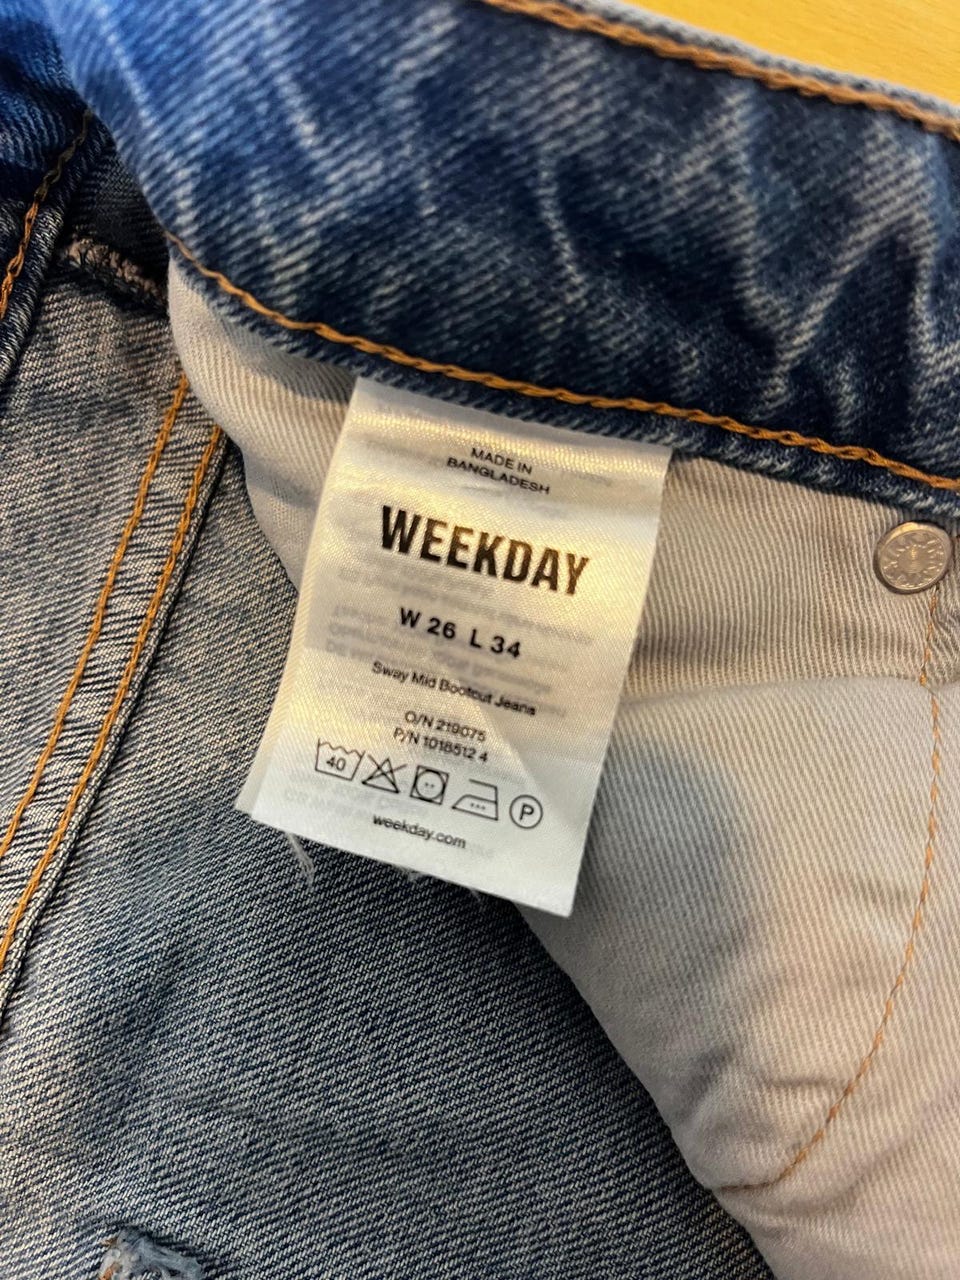 MADE IN
BANGLADESH
WEEKDAY
W 26 L 34
Sway Mid Bootcut Jeans
O/N 219075
P/N 1018512 4
40
P
weekday.com